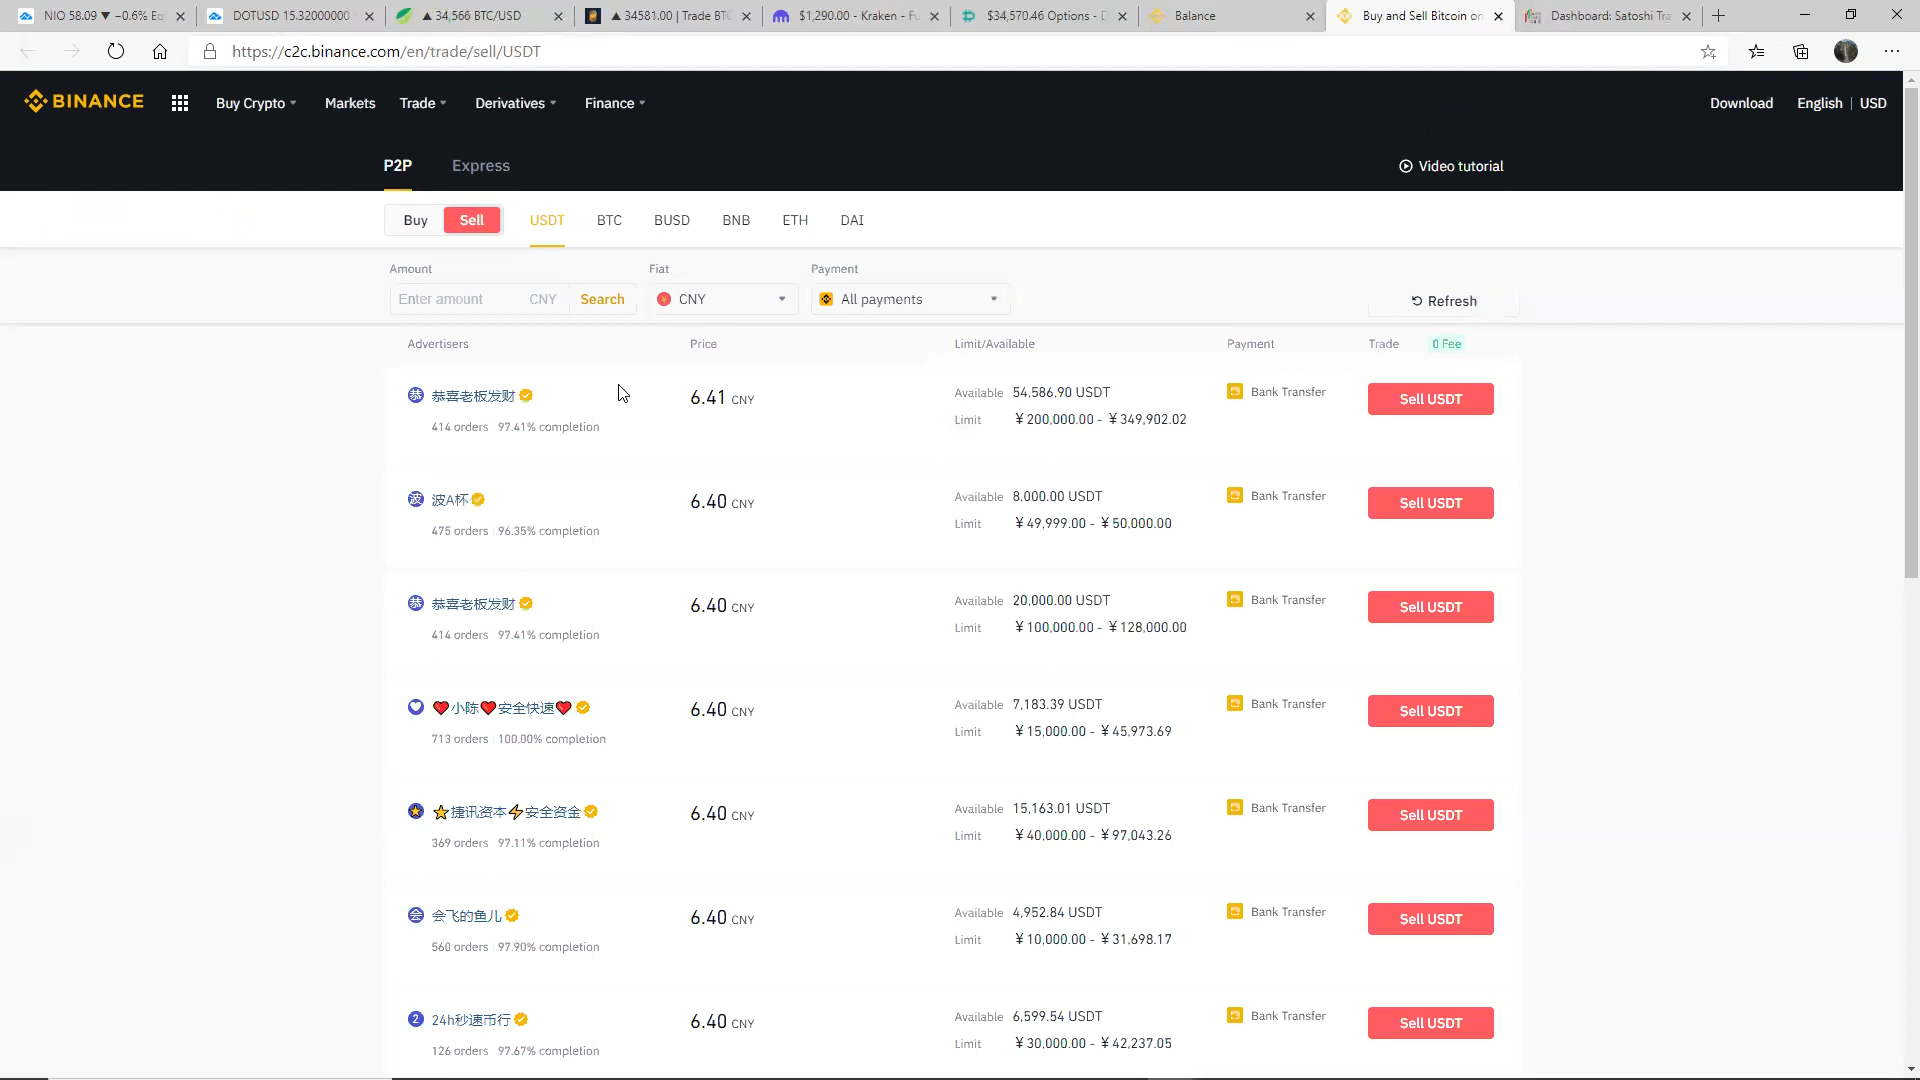 NIO 58.09 ▼ −0.6% Eq
DOTUSD 15.32000000
▲ 34,566 BTC/USD
▲ 34581.00 | Trade BTC
$1,290.00 - Kraken - Fu
$34,570.46 Options - D
Balance
Buy and Sell Bitcoin on
Dashboard: Satoshi Tra
https://c2c.binance.com/en/trade/sell/USDT
BINANCE
Buy Crypto
Markets
Trade
Derivatives
Finance
Download
English | USD
P2P
Express
Video tutorial
Buy
Sell
USDT
BTC
BUSD
BNB
ETH
DAI
Amount
Fiat
Payment
Enter amount
CNY
Search
CNY
All payments
Refresh
Advertisers
Price
Limit/Available
Payment
Trade
0 Fee
恭 恭喜老板发财
6.41 CNY
Available 54,586.90 USDT
Bank Transfer
Sell USDT
414 orders | 97.41% completion
Limit ¥ 200,000.00 - ¥ 349,902.02
波 波A杯
6.40 CNY
Available 8,000.00 USDT
Bank Transfer
Sell USDT
475 orders | 96.35% completion
Limit ¥ 49,999.00 - ¥ 50,000.00
恭 恭喜老板发财
6.40 CNY
Available 20,000.00 USDT
Bank Transfer
Sell USDT
414 orders | 97.41% completion
Limit ¥ 100,000.00 - ¥ 128,000.00
❤️小陈❤️安全快速❤️
6.40 CNY
Available 7,183.39 USDT
Bank Transfer
Sell USDT
713 orders | 100.00% completion
Limit ¥ 15,000.00 - ¥ 45,973.69
⭐捷讯资本⚡安全资金
6.40 CNY
Available 15,163.01 USDT
Bank Transfer
Sell USDT
369 orders | 97.11% completion
Limit ¥ 40,000.00 - ¥ 97,043.26
会 会飞的鱼儿
6.40 CNY
Available 4,952.84 USDT
Bank Transfer
Sell USDT
560 orders | 97.90% completion
Limit ¥ 10,000.00 - ¥ 31,698.17
2 24h秒速币行
6.40 CNY
Available 6,599.54 USDT
Bank Transfer
Sell USDT
126 orders | 97.67% completion
Limit ¥ 30,000.00 - ¥ 42,237.05